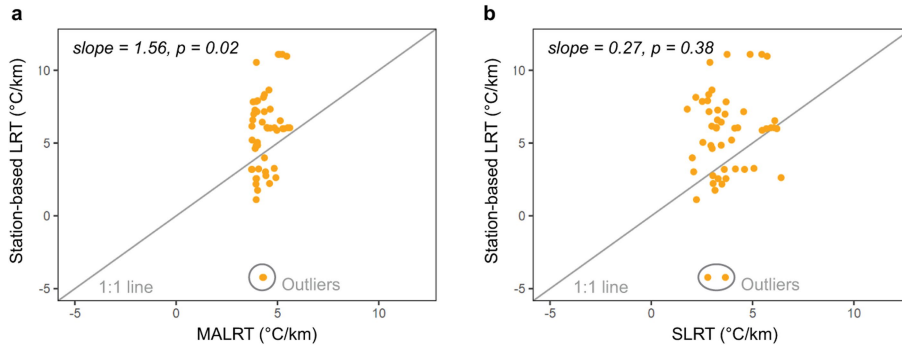 a
slope = 1.56, p = 0.02
Station-based LRT (°C/km)
10
5
0
-5
1:1 line
Outliers
-5
0
5
10
MALRT (°C/km)
b
slope = 0.27, p = 0.38
Station-based LRT (°C/km)
10
5
0
-5
1:1 line
Outliers
-5
0
5
10
SLRT (°C/km)